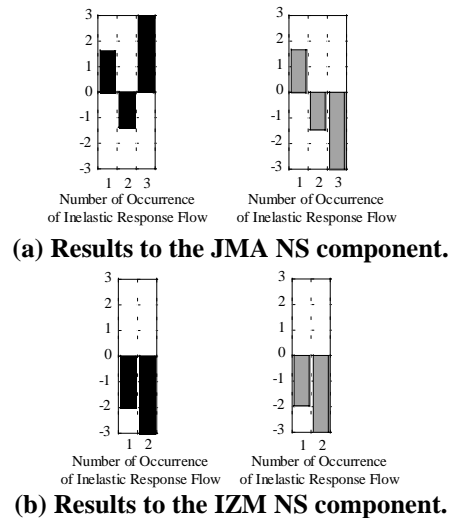 3
2
1
0
-1
-2
-3
1 2 3
Number of Occurrence
of Inelastic Response Flow
3
2
1
0
-1
-2
-3
1 2 3
Number of Occurrence
of Inelastic Response Flow
(a) Results to the JMA NS component.
3
2
1
0
-1
-2
-3
1 2
Number of Occurrence
of Inelastic Response Flow
3
2
1
0
-1
-2
-3
1 2
Number of Occurrence
of Inelastic Response Flow
(b) Results to the IZM NS component.